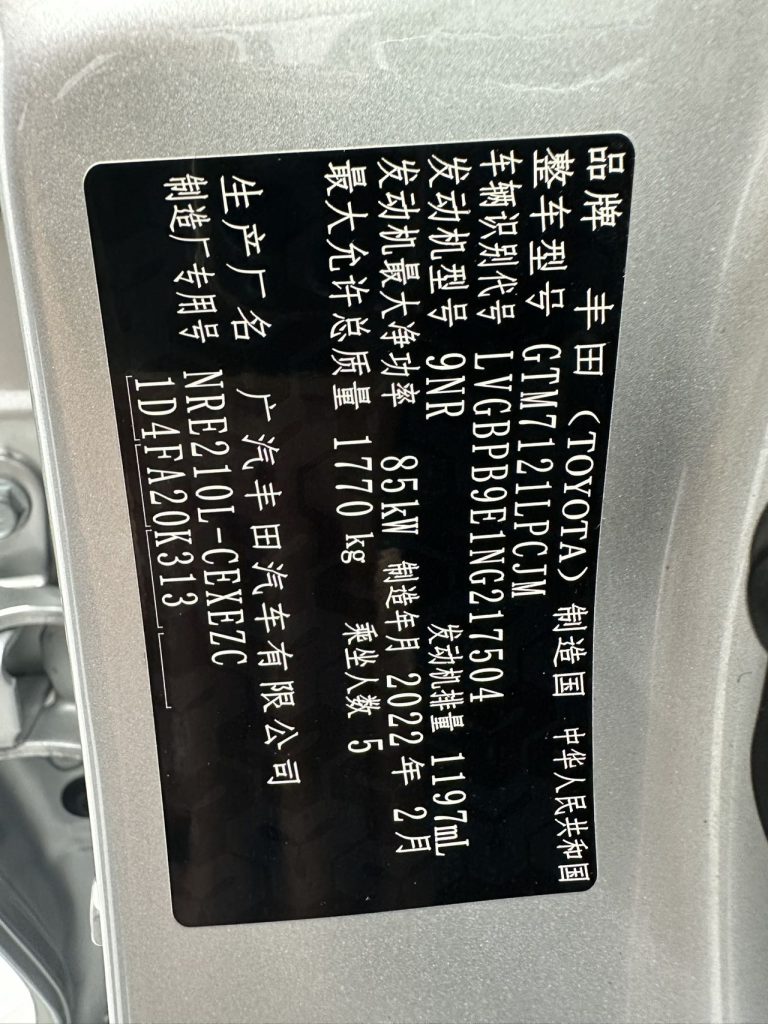 品牌 丰田（TOYOTA） 制造国 中华人民共和国
整车型号 GTM7121LPCJM
车辆识别代号 LVGBPB9E1NG217504
发动机型号 9NR 发动机排量 1197mL
发动机最大净功率 85kW 制造年月 2022年 2月
最大允许总质量 1770 kg 乘坐人数 5
生产厂名 广汽丰田汽车有限公司
制造厂专用号 NRE210L-CEXEZC
1D4FA20K313